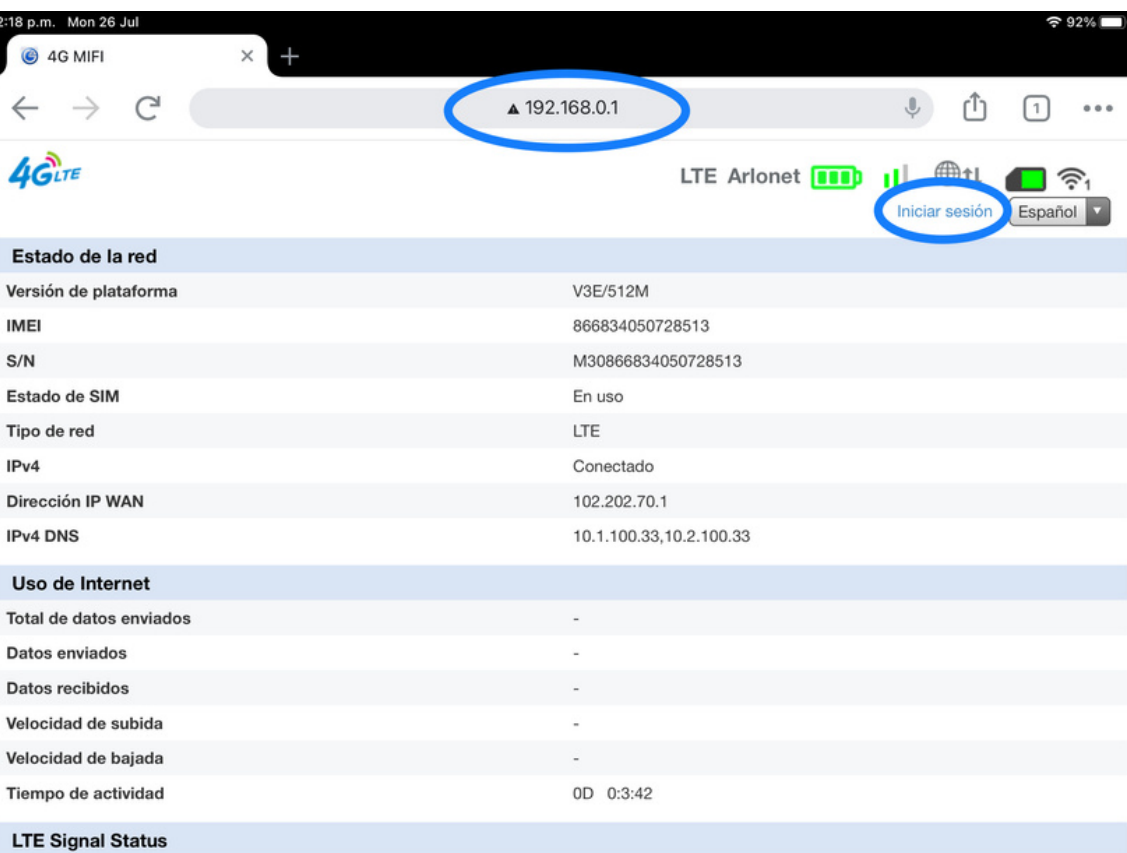 2:18 p.m. Mon 26 Jul 92%
4G MIFI
192.168.0.1 1
4G LTE LTE Arlonet 1
Iniciar sesión Español
Estado de la red
Versión de plataforma V3E/512M
IMEI 866834050728513
S/N M30866834050728513
Estado de SIM En uso
Tipo de red LTE
IPv4 Conectado
Dirección IP WAN 102.202.70.1
IPv4 DNS 10.1.100.33,10.2.100.33
Uso de Internet
Total de datos enviados -
Datos enviados -
Datos recibidos -
Velocidad de subida -
Velocidad de bajada -
Tiempo de actividad 0D 0:3:42
LTE Signal Status